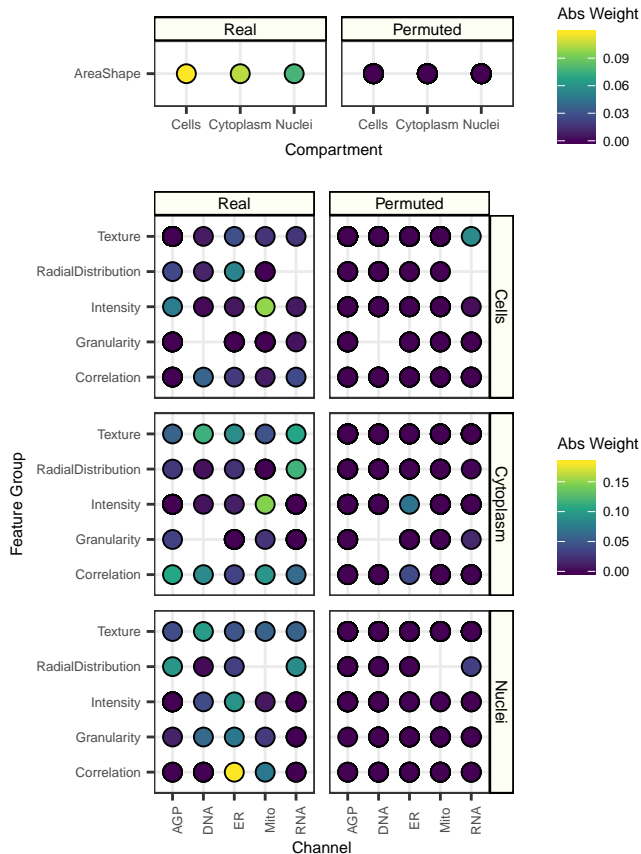 Real Permuted
AreaShape
Cells Cytoplasm Nuclei Cells Cytoplasm Nuclei
Compartment
Abs Weight
0.09
0.06
0.03
0.00
Real Permuted
Feature Group
Texture
RadialDistribution
Intensity
Granularity
Correlation
Cells
Texture
RadialDistribution
Intensity
Granularity
Correlation
Cytoplasm
Texture
RadialDistribution
Intensity
Granularity
Correlation
Nuclei
AGP DNA ER Mito RNA AGP DNA ER Mito RNA
Channel
Abs Weight
0.15
0.10
0.05
0.00